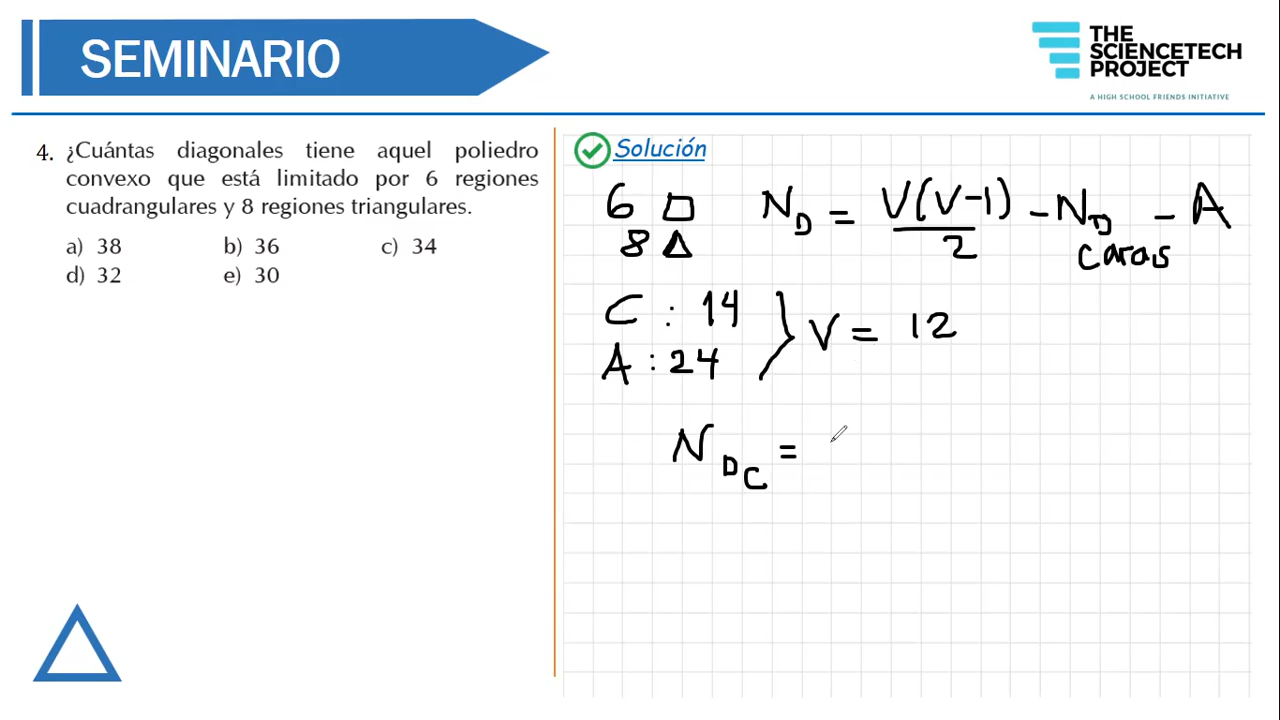 SEMINARIO
THE
SCIENCETECH
PROJECT
A HIGH SCHOOL FRIENDS INITIATIVE
4. ¿Cuántas diagonales tiene aquel poliedro
convexo que está limitado por 6 regiones
cuadrangulares y 8 regiones triangulares.
a) 38 b) 36 c) 34
d) 32 e) 30
Solución
6 □ N_D = V(V-1)/2 - N_D caras - A
8 △
C : 14
A : 24 } V = 12
N_D_C =